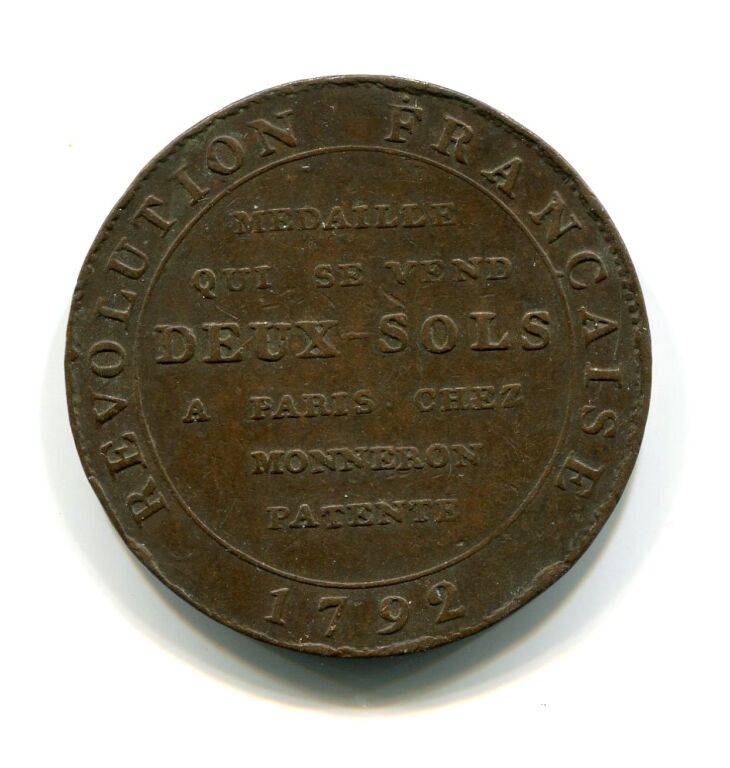 REVOLUTION FRANCAISE
MEDAILLE
QUI SE VEND
DEUX-SOLS
A PARIS CHEZ
MONNERON
PATENTE
1792